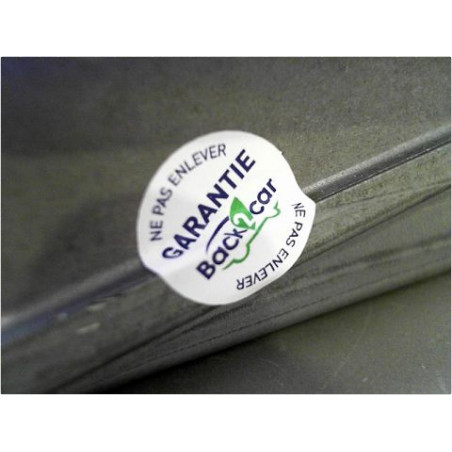 NE PAS ENLEVER
GARANTIE
Back2car
NE PAS ENLEVER